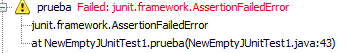 prueba Failed: junit.framework.AssertionFailedError
junit.framework.AssertionFailedError
at NewEmptyJUnitTest1.prueba(NewEmptyJUnitTest1.java:43)